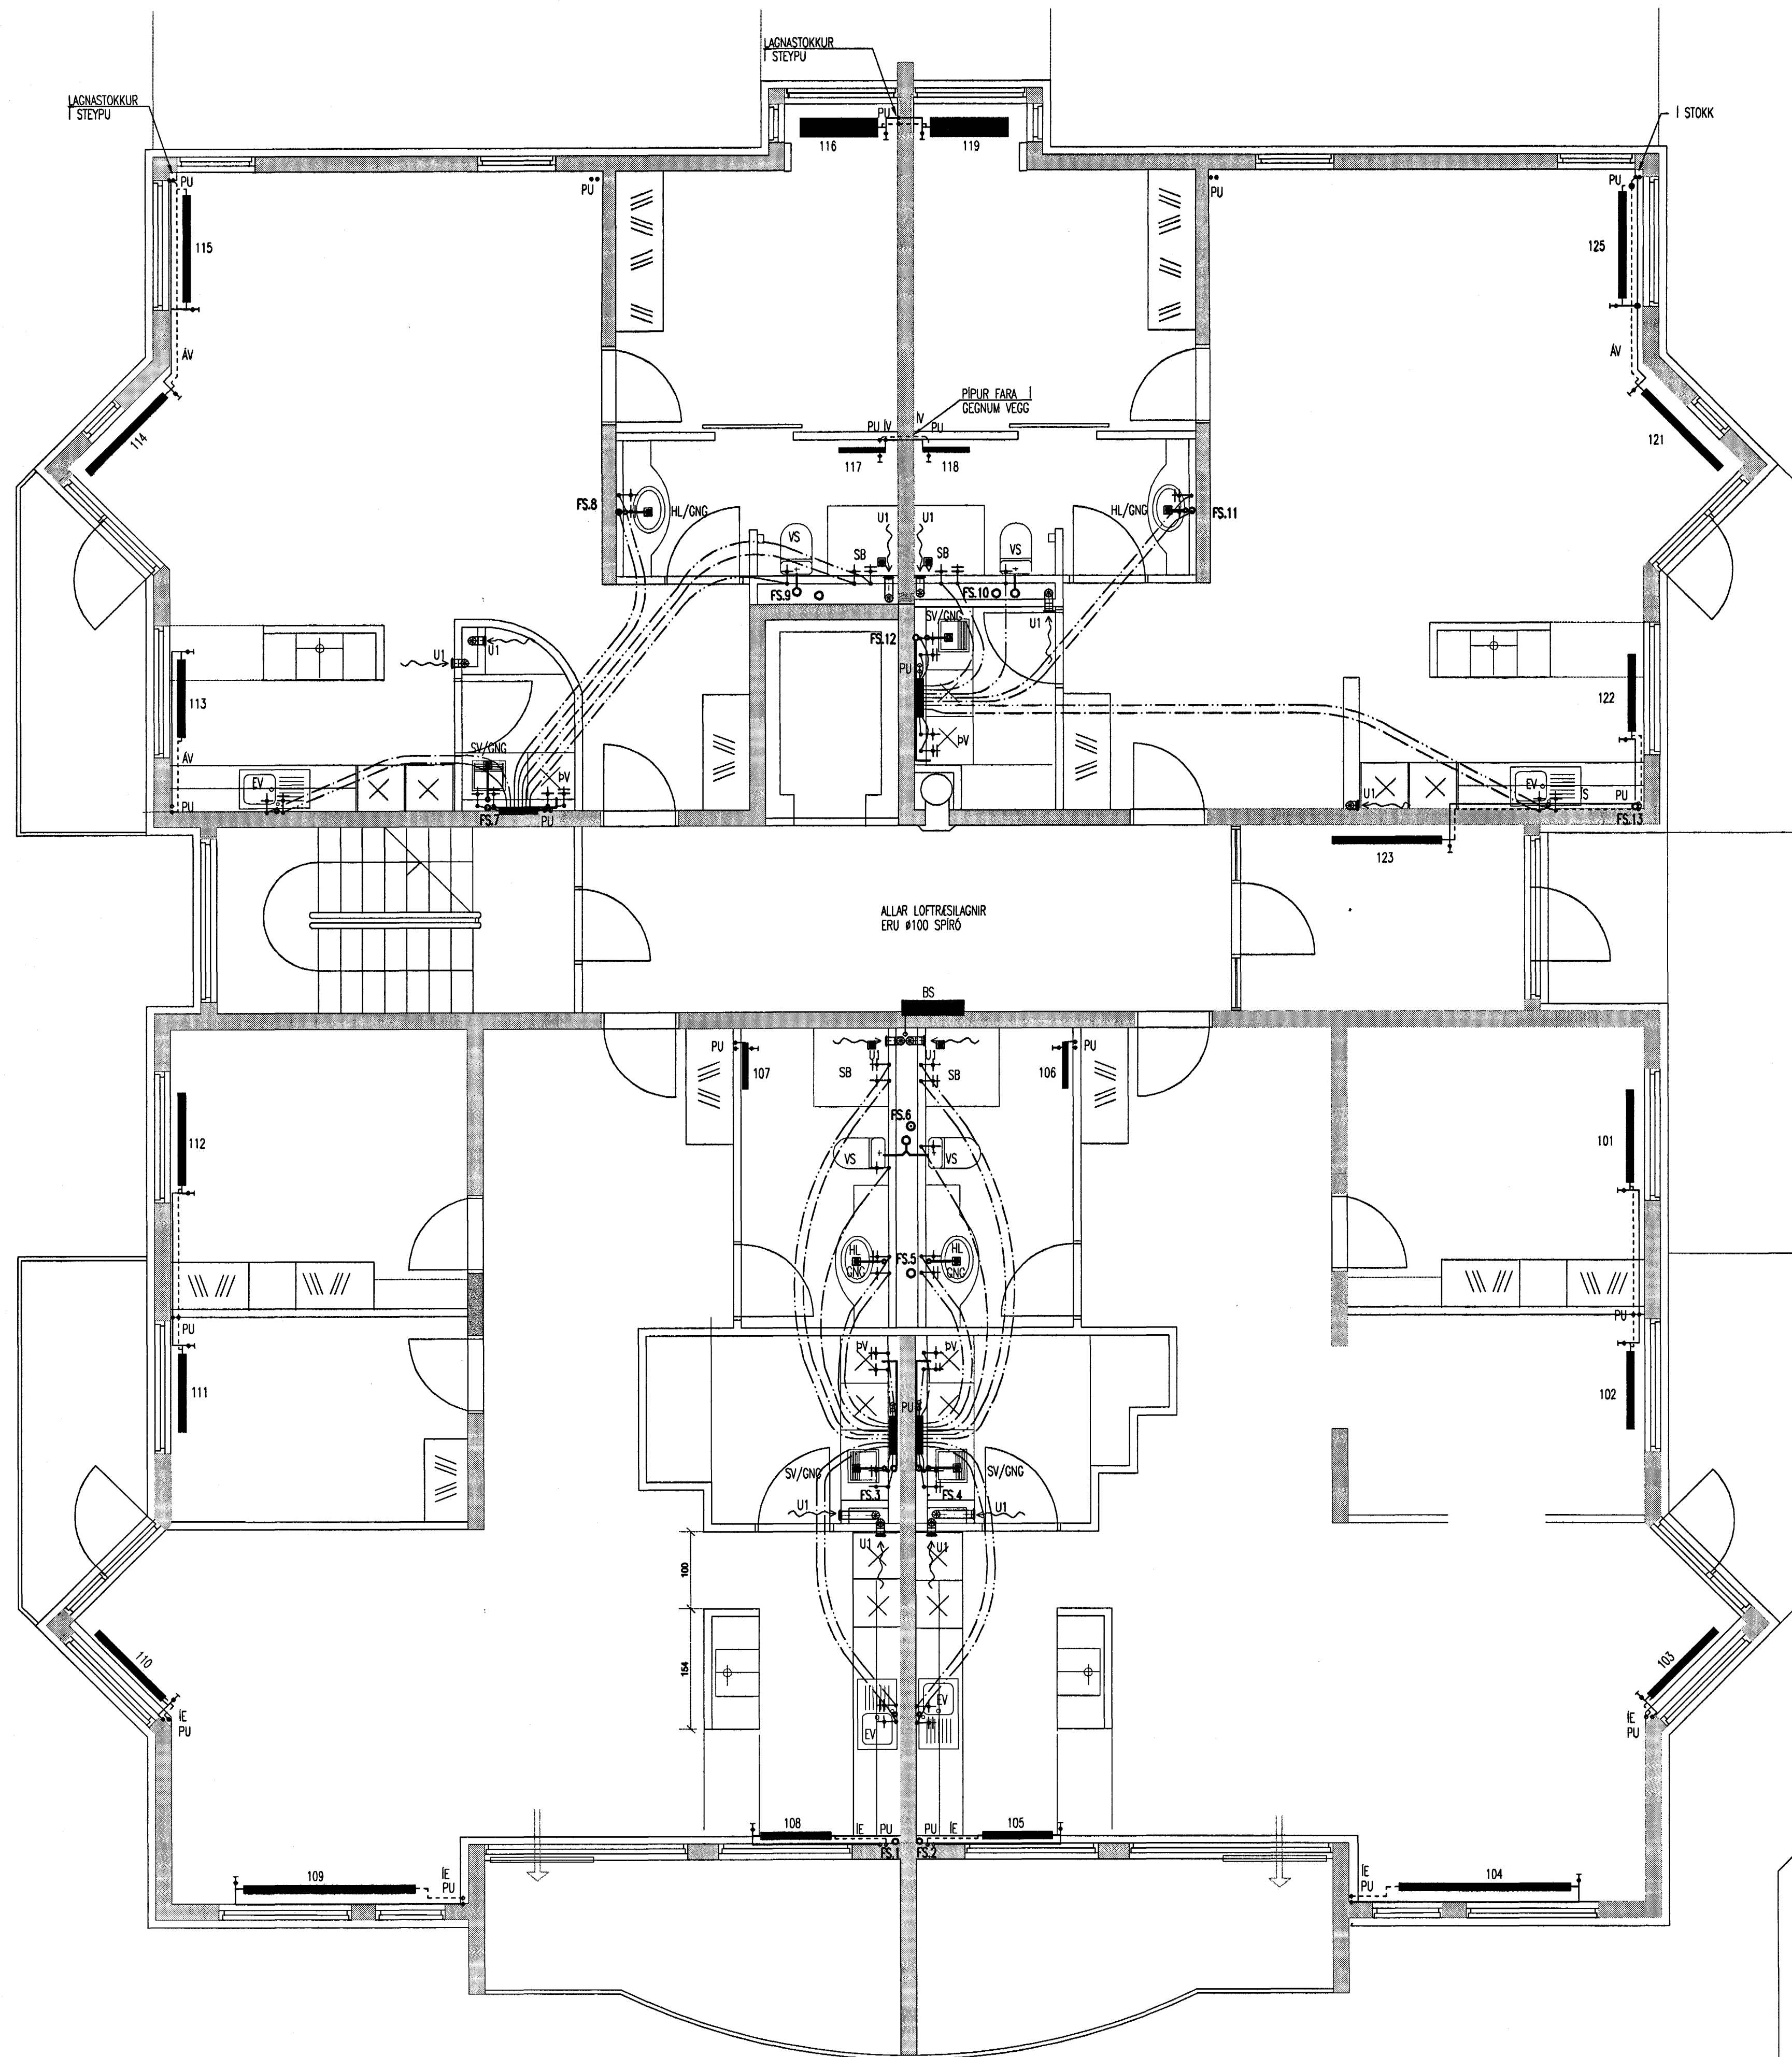 LAGNASTOKKUR
Í STEYPU
LAGNASTOKKUR
Í STEYPU
Í STOKK
PU
116
119
PU
PU
PU
PU
115
125
ÁV
ÁV
PÍPUR FARA Í
GEGNUM VEGG
PU ÍV
ÍV
PU
114
117
118
121
FS.8
HL/GNG
VS
SB
U1
U1
SB
VS
HL/GNG
FS.11
FS.9
FS.10
SV/GNG
U1
FS.12
U1
U1
PU
113
122
ÁV
SV/GNG
ÞV
ÞV
EV
U1
EV
ÍS
PU
PU
FS.7
PU
FS.13
123
ALLAR LOFTRÆSILAGNIR
ERU ø100 SPÍRÓ
BS
PU
107
SB
U1
U1
SB
106
PU
112
101
FS.6
VS
VS
HL
GNG
FS.5
HL
GNG
PU
PU
ÞV
ÞV
111
102
PU
SV/GNG
SV/GNG
FS.3
FS.4
U1
U1
U1
U1
100
154
110
103
ÍE
PU
ÍE
PU
EV
EV
108
ÍE
PU
PU
ÍE
105
FS.1
FS.2
109
ÍE
PU
ÍE
PU
104